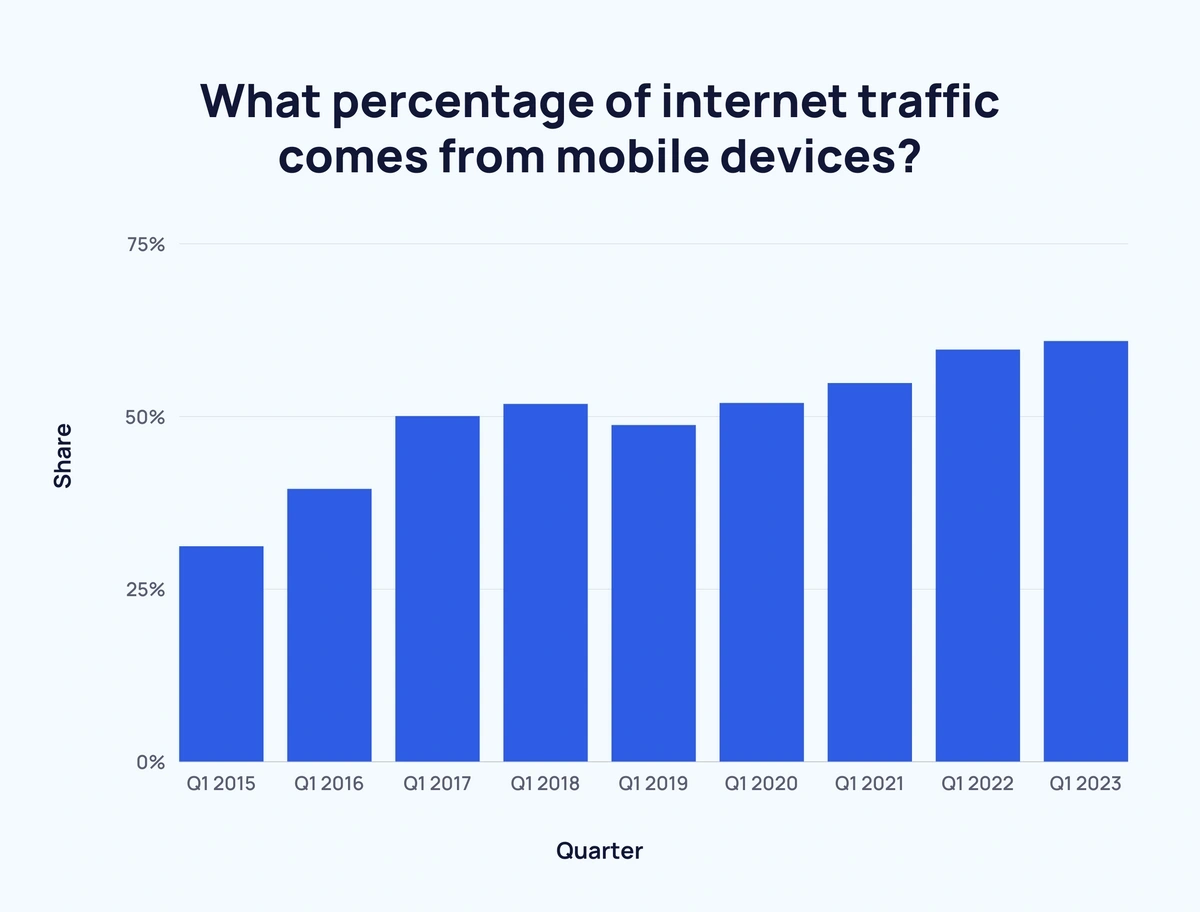 What percentage of internet traffic
comes from mobile devices?
75%
50%
25%
0%
Share
Q1 2015
Q1 2016
Q1 2017
Q1 2018
Q1 2019
Q1 2020
Q1 2021
Q1 2022
Q1 2023
Quarter